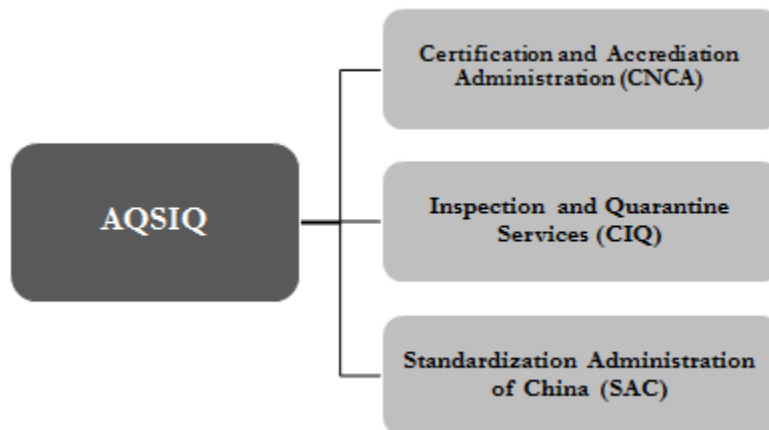 Certification and Accrediation
Administration (CNCA)
AQSIQ
Inspection and Quarantine
Services (CIQ)
Standardization Administration
of China (SAC)